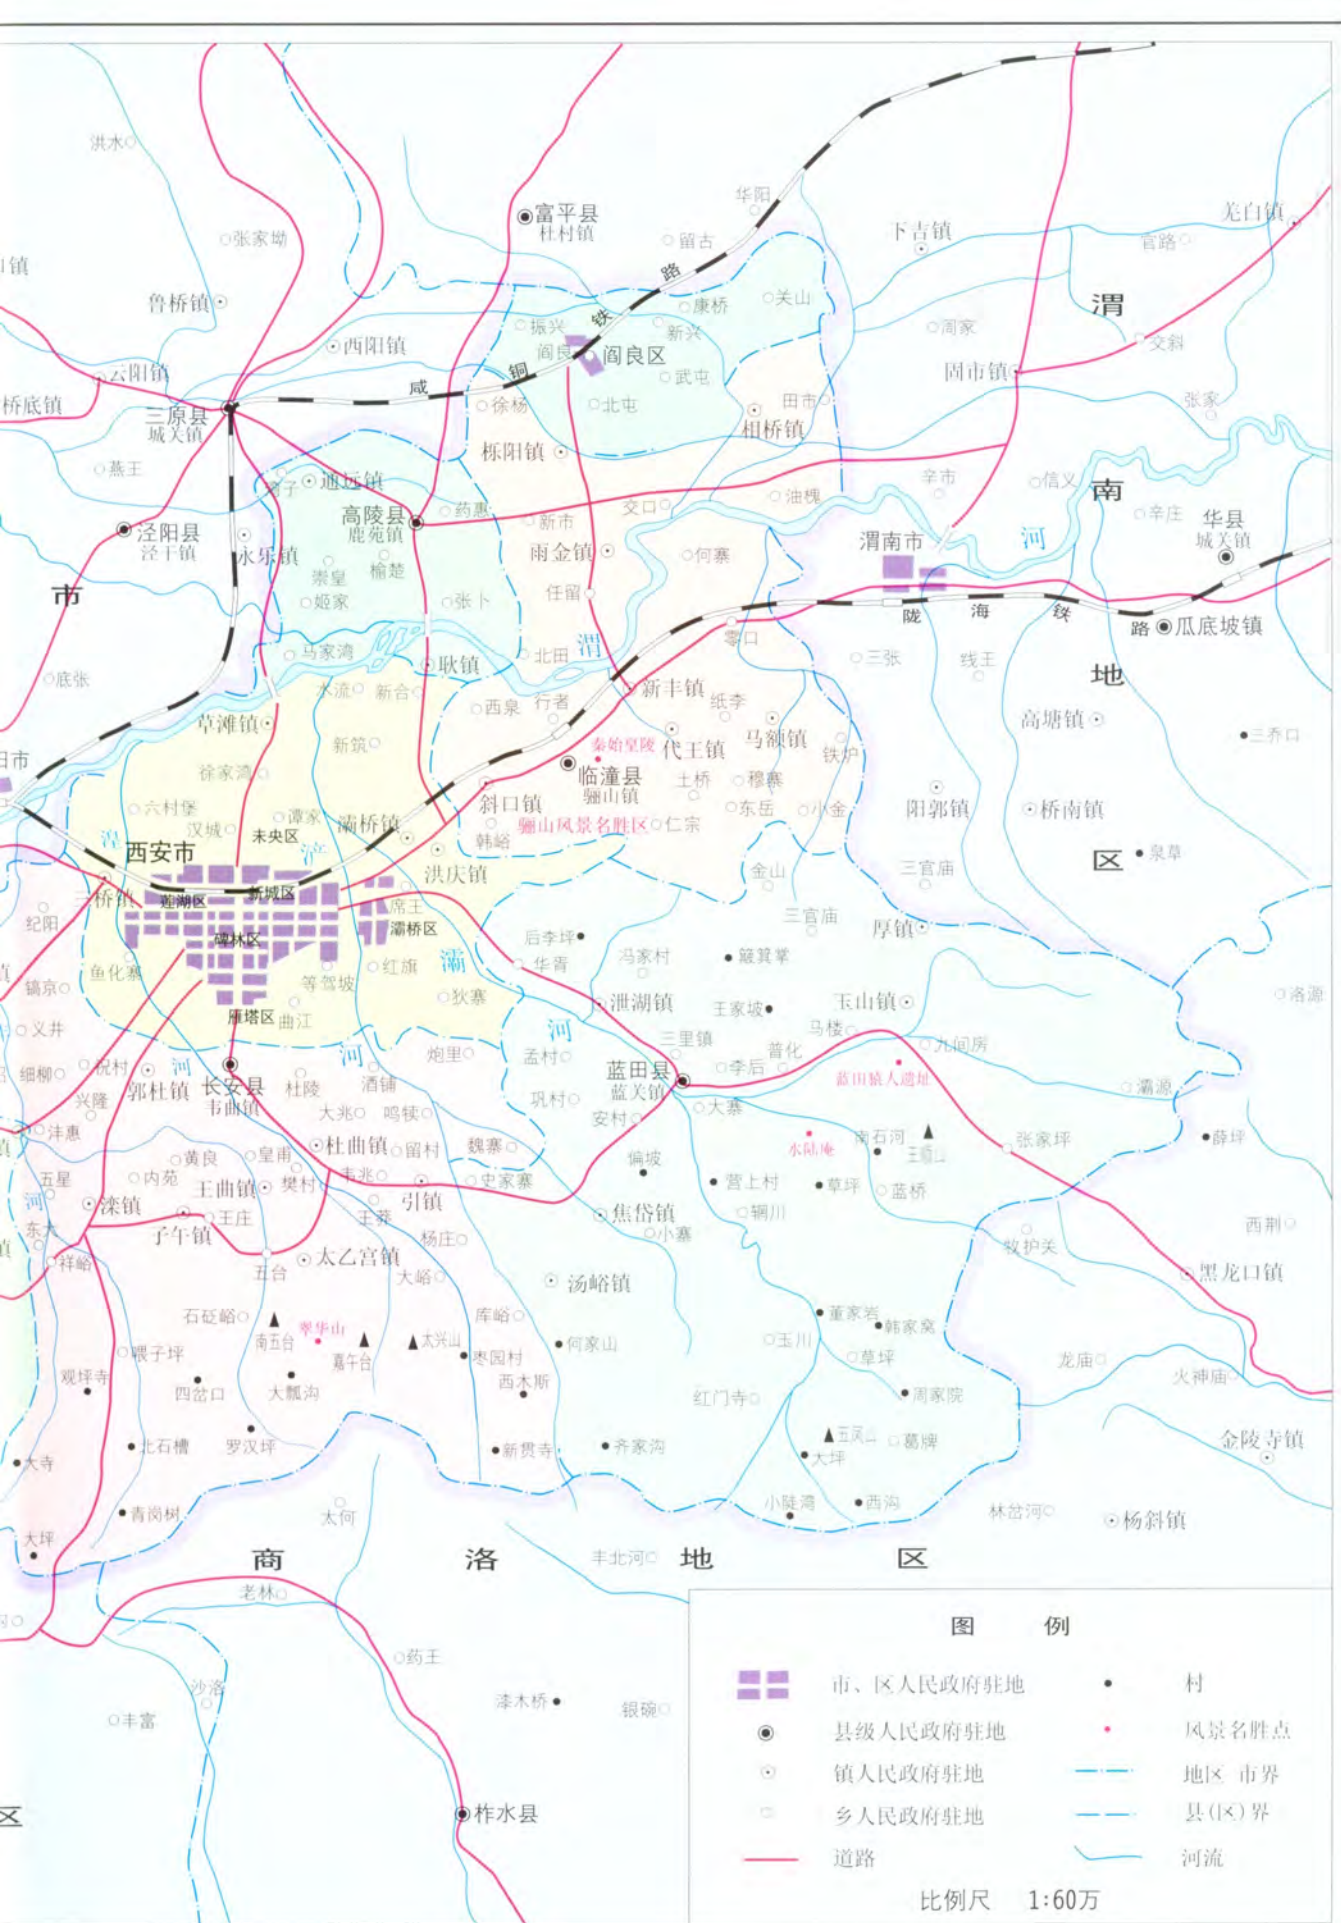 洪水
华阳
富平县
杜村镇
羌白镇
张家坳
留古
下吉镇
官路
镇
路
渭
鲁桥镇
康桥
关山
振兴
铁
新兴
周家
西阳镇
阎良
阎良区
交斜
云阳镇
铜
武屯
固市镇
咸
桥底镇
徐杨
北屯
田市
张家
三原县
城关镇
相桥镇
栎阳镇
燕王
通远镇
辛市
信义
南
药惠
交口
油槐
高陵县
鹿苑镇
新市
辛庄
华县
城关镇
泾阳县
泾干镇
永乐镇
雨金镇
何寨
渭南市
河
崇皇
榆楚
市
姬家
张卜
任留
陇
海
铁
路
瓜底坡镇
零口
马家湾
耿镇
北田
渭
三张
线王
底张
水流
新合
新丰镇
地
西泉
行者
纸李
草滩镇
高塘镇
三乔口
新筑
秦始皇陵
代王镇
马额镇
铁炉
阳市
徐家湾
临潼县
骊山镇
土桥
穆寨
六村堡
斜口镇
东岳
小金
阳郭镇
桥南镇
汉城
谭家
灞桥镇
骊山风景名胜区
仁宗
未央区
韩峪
西安市
浐
区
泉草
洪庆镇
金山
三官庙
三桥镇
莲湖区
新城区
席王
纪阳
灞桥区
三官庙
厚镇
碑林区
后李坪
鱼化寨
红旗
灞
华胥
冯家村
簸箕掌
等驾坡
镐京
狄寨
泄湖镇
王家坡
玉山镇
洛源
雁塔区
曲江
义井
河
马楼
三里镇
九间房
河
河
炮里
孟村
普化
细柳
祝村
郭杜镇
长安县
韦曲镇
杜陵
酒铺
蓝田县
蓝关镇
李后
蓝田猿人遗址
灞源
兴隆
大兆
鸣犊
巩村
安村
大寨
沣惠
杜曲镇
留村
魏寨
水陆庵
南石河
王顺山
张家坪
薛坪
黄良
皇甫
偏坡
五星
内苑
王曲镇
樊村
韦兆
史家寨
营上村
草坪
蓝桥
河
滦镇
引镇
王莽
焦岱镇
辋川
东大
子午镇
王庄
杨庄
小寨
西荆
祥峪
太乙宫镇
牧护关
五台
大峪
汤峪镇
黑龙口镇
石砭峪
翠华山
库峪
董家岩
南五台
太兴山
何家山
玉川
韩家窝
喂子坪
嘉午台
枣园村
草坪
龙庙
观坪寺
四岔口
大瓢沟
西木斯
火神庙
红门寺
周家院
罗汉坪
北石槽
新贯寺
齐家沟
五凤山
葛牌
金陵寺镇
大寺
大坪
青岗树
小陡湾
西沟
太何
林岔河
杨斜镇
大坪
商
洛
地
区
丰北河
老林
药王
沙洛
漆木桥
银碗
丰富
柞水县
区
图 例
市、区人民政府驻地
村
县级人民政府驻地
风景名胜点
镇人民政府驻地
地区 市界
乡人民政府驻地
县(区)界
道路
河流
比例尺 1:60万